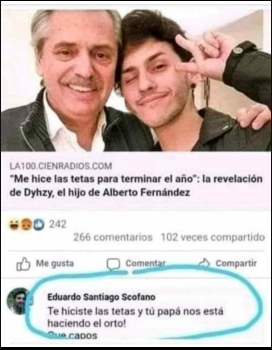 LA100.CIENRADIOS.COM
"Me hice las tetas para terminar el año": la revelación
de Dyhzy, el hijo de Alberto Fernández
242
266 comentarios 102 veces compartido
Me gusta Comentar Compartir
Eduardo Santiago Scofano
Te hiciste las tetas y tú papá nos está
haciendo el orto!
Que capos